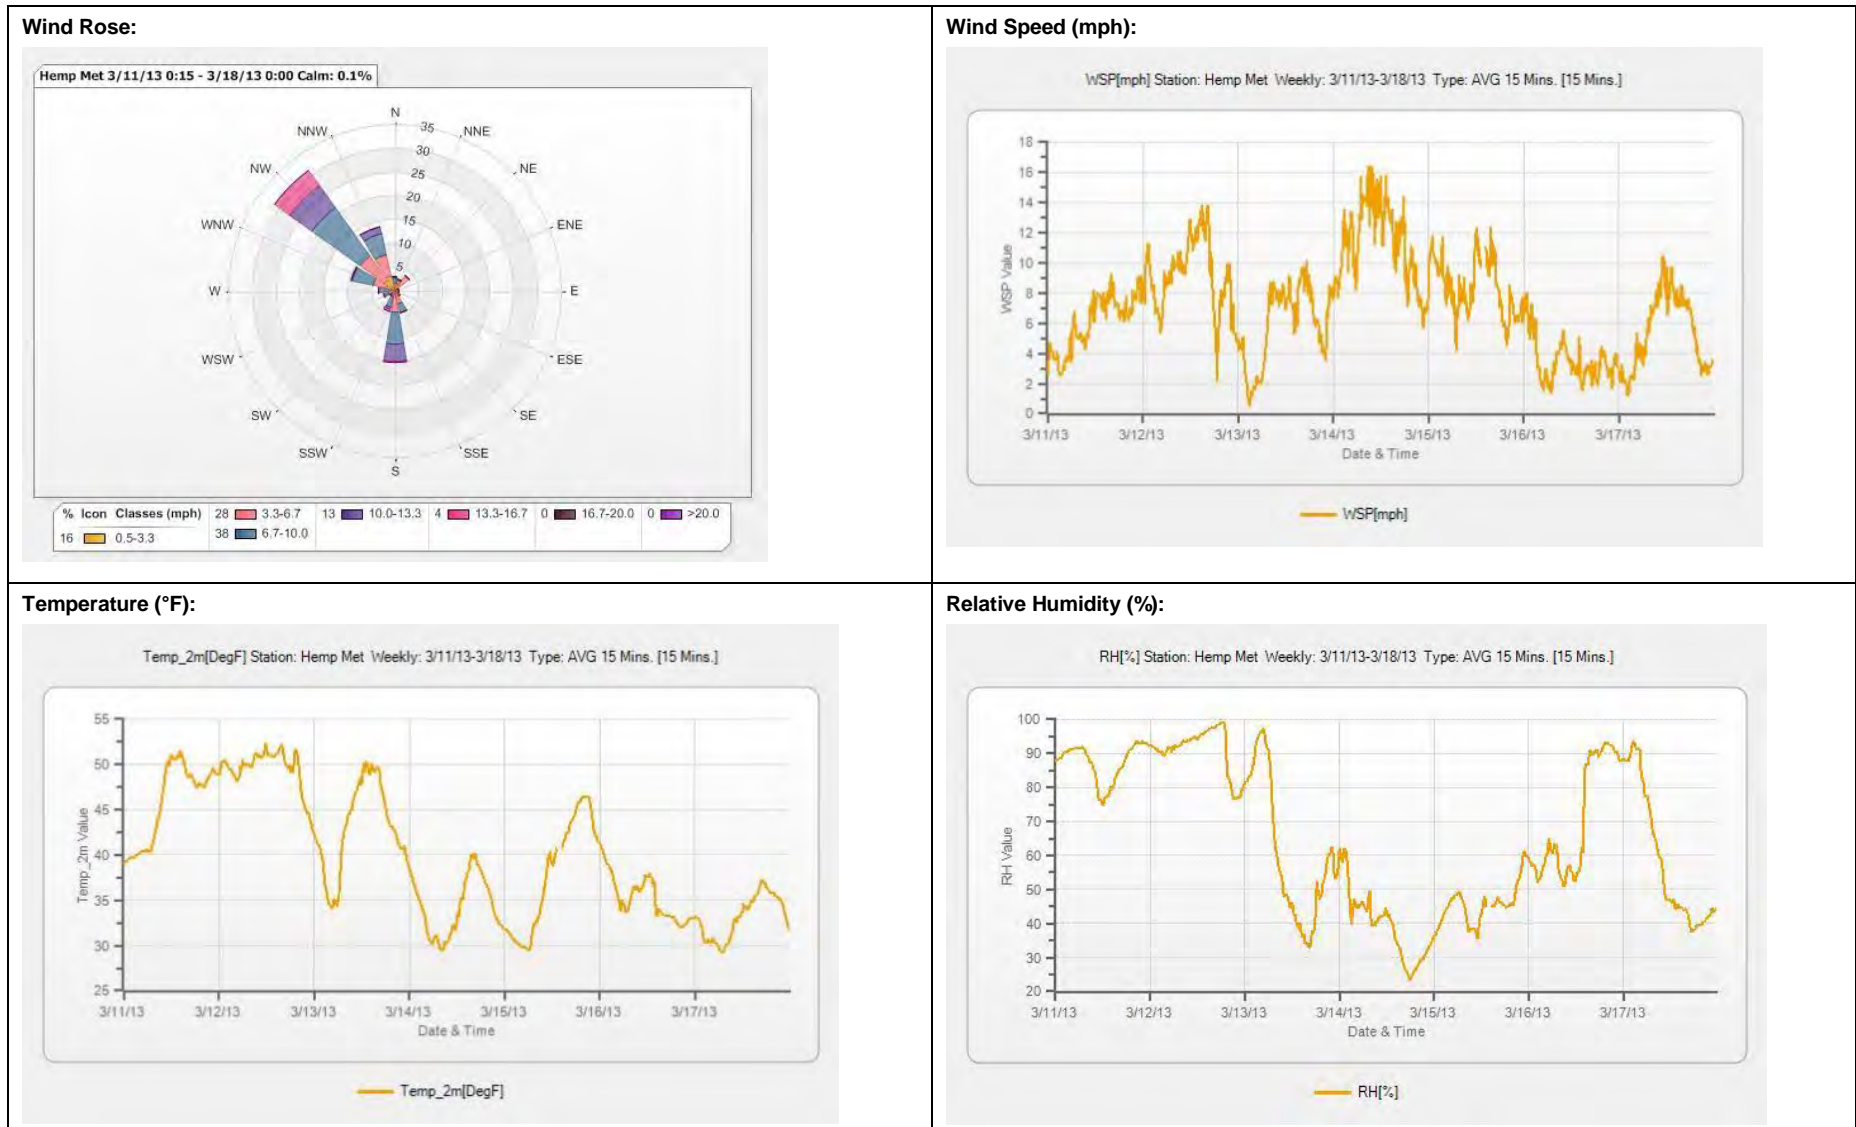 Wind Rose:
Hemp Met 3/11/13 0:15 - 3/18/13 0:00 Calm: 0.1%
N
NNE
NE
ENE
E
ESE
SE
SSE
S
SSW
SW
WSW
W
WNW
NW
NNW
35
30
25
20
15
10
5
% Icon Classes (mph)
16 0.5-3.3
28 3.3-6.7
38 6.7-10.0
13 10.0-13.3
4 13.3-16.7
0 16.7-20.0
0 >20.0
Wind Speed (mph):
WSP[mph] Station: Hemp Met Weekly: 3/11/13-3/18/13 Type: AVG 15 Mins. [15 Mins.]
WSP Value
18
16
14
12
10
8
6
4
2
0
3/11/13 3/12/13 3/13/13 3/14/13 3/15/13 3/16/13 3/17/13
Date & Time
WSP[mph]
Temperature (°F):
Temp_2m[DegF] Station: Hemp Met Weekly: 3/11/13-3/18/13 Type: AVG 15 Mins. [15 Mins.]
Temp_2m Value
55
50
45
40
35
30
25
3/11/13 3/12/13 3/13/13 3/14/13 3/15/13 3/16/13 3/17/13
Date & Time
Temp_2m[DegF]
Relative Humidity (%):
RH[%] Station: Hemp Met Weekly: 3/11/13-3/18/13 Type: AVG 15 Mins. [15 Mins.]
RH Value
100
90
80
70
60
50
40
30
20
3/11/13 3/12/13 3/13/13 3/14/13 3/15/13 3/16/13 3/17/13
Date & Time
RH[%]